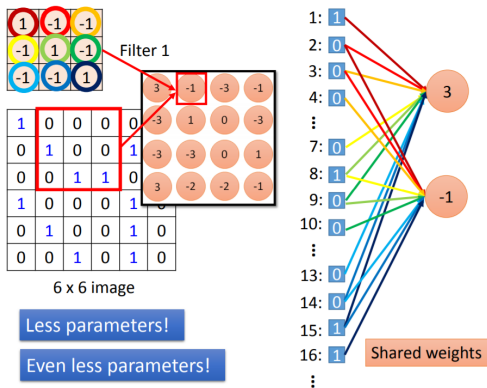 1 -1 -1
-1 1 -1
-1 -1 1
Filter 1
3 -1 -3 -1
-3 1 0 -3
-3 -3 0 1
3 -2 -2 -1
1 0 0 0 0
0 1 0 0 1 0
0 0 1 1 0
1 0 0 0 1 0
0 1 0 0 1 0
0 0 1 0 1 0
6 x 6 image
Less parameters!
Even less parameters!
1: 1
2: 0
3: 0
4: 0
⋮
7: 0
8: 1
9: 0
10: 0
⋮
13: 0
14: 0
15: 1
16: 1
⋮
3
-1
Shared weights